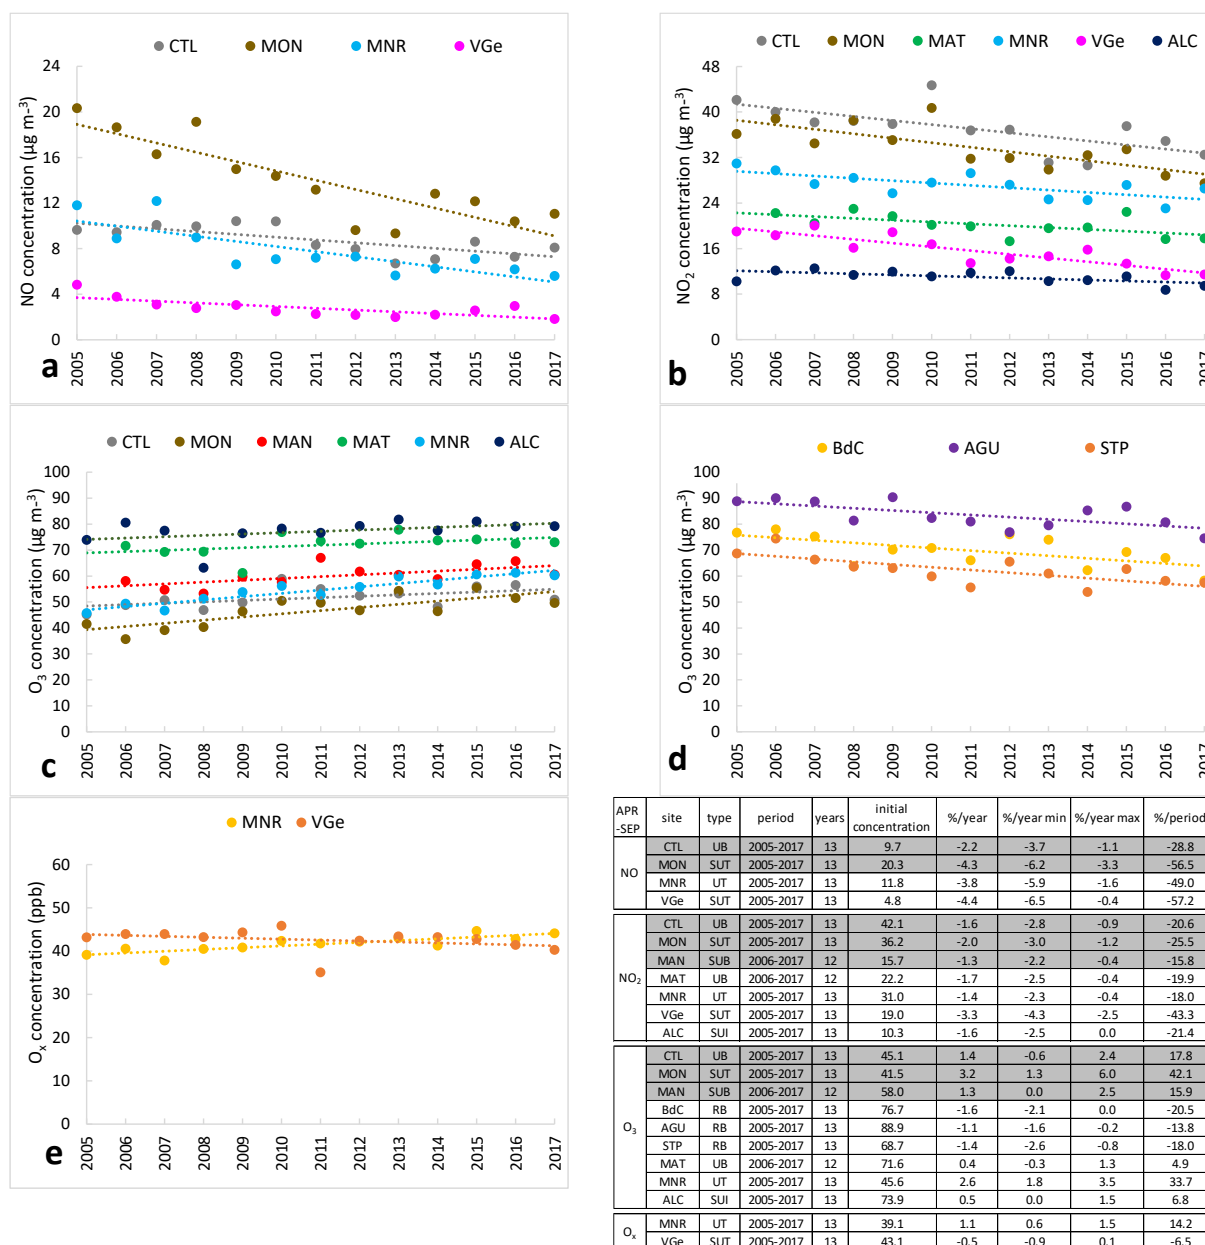 CTL MON MNR VGe
NO concentration (µg m-3)
24
20
16
12
8
4
0
2005 2006 2007 2008 2009 2010 2011 2012 2013 2014 2015 2016 2017
a
CTL MON MAT MNR VGe ALC
NO2 concentration (µg m-3)
48
40
32
24
16
8
0
2005 2006 2007 2008 2009 2010 2011 2012 2013 2014 2015 2016 2017
b
CTL MON MAN MAT MNR ALC
O3 concentration (µg m-3)
100
90
80
70
60
50
40
30
20
10
0
2005 2006 2007 2008 2009 2010 2011 2012 2013 2014 2015 2016 2017
c
BdC AGU STP
O3 concentration (µg m-3)
100
90
80
70
60
50
40
30
20
10
0
2005 2006 2007 2008 2009 2010 2011 2012 2013 2014 2015 2016 2017
d
MNR VGe
Ox concentration (ppb)
60
50
40
30
20
10
0
2005 2006 2007 2008 2009 2010 2011 2012 2013 2014 2015 2016 2017
e
APR-SEP site type period years initial concentration %/year %/year min %/year max %/period
NO
CTL UB 2005-2017 13 9.7 -2.2 -3.7 -1.1 -28.8
MON SUT 2005-2017 13 20.3 -4.3 -6.2 -3.3 -56.5
MNR UT 2005-2017 13 11.8 -3.8 -5.9 -1.6 -49.0
VGe SUT 2005-2017 13 4.8 -4.4 -6.5 -0.4 -57.2
NO2
CTL UB 2005-2017 13 42.1 -1.6 -2.8 -0.9 -20.6
MON SUT 2005-2017 13 36.2 -2.0 -3.0 -1.2 -25.5
MAN SUB 2006-2017 12 15.7 -1.3 -2.2 -0.4 -15.8
MAT UB 2006-2017 12 22.2 -1.7 -2.5 -0.4 -19.9
MNR UT 2005-2017 13 31.0 -1.4 -2.3 -0.4 -18.0
VGe SUT 2005-2017 13 19.0 -3.3 -4.3 -2.5 -43.3
ALC SUI 2005-2017 13 10.3 -1.6 -2.5 0.0 -21.4
O3
CTL UB 2005-2017 13 45.1 1.4 -0.6 2.4 17.8
MON SUT 2005-2017 13 41.5 3.2 1.3 6.0 42.1
MAN SUB 2006-2017 12 58.0 1.3 0.0 2.5 15.9
BdC RB 2005-2017 13 76.7 -1.6 -2.1 0.0 -20.5
AGU RB 2005-2017 13 88.9 -1.1 -1.6 -0.2 -13.8
STP RB 2005-2017 13 68.7 -1.4 -2.6 -0.8 -18.0
MAT UB 2006-2017 12 71.6 0.4 -0.3 1.3 4.9
MNR UT 2005-2017 13 45.6 2.6 1.8 3.5 33.7
ALC SUI 2005-2017 13 73.9 0.5 0.0 1.5 6.8
Ox
MNR UT 2005-2017 13 39.1 1.1 0.6 1.5 14.2
VGe SUT 2005-2017 13 43.1 -0.5 -0.9 0.1 -6.5